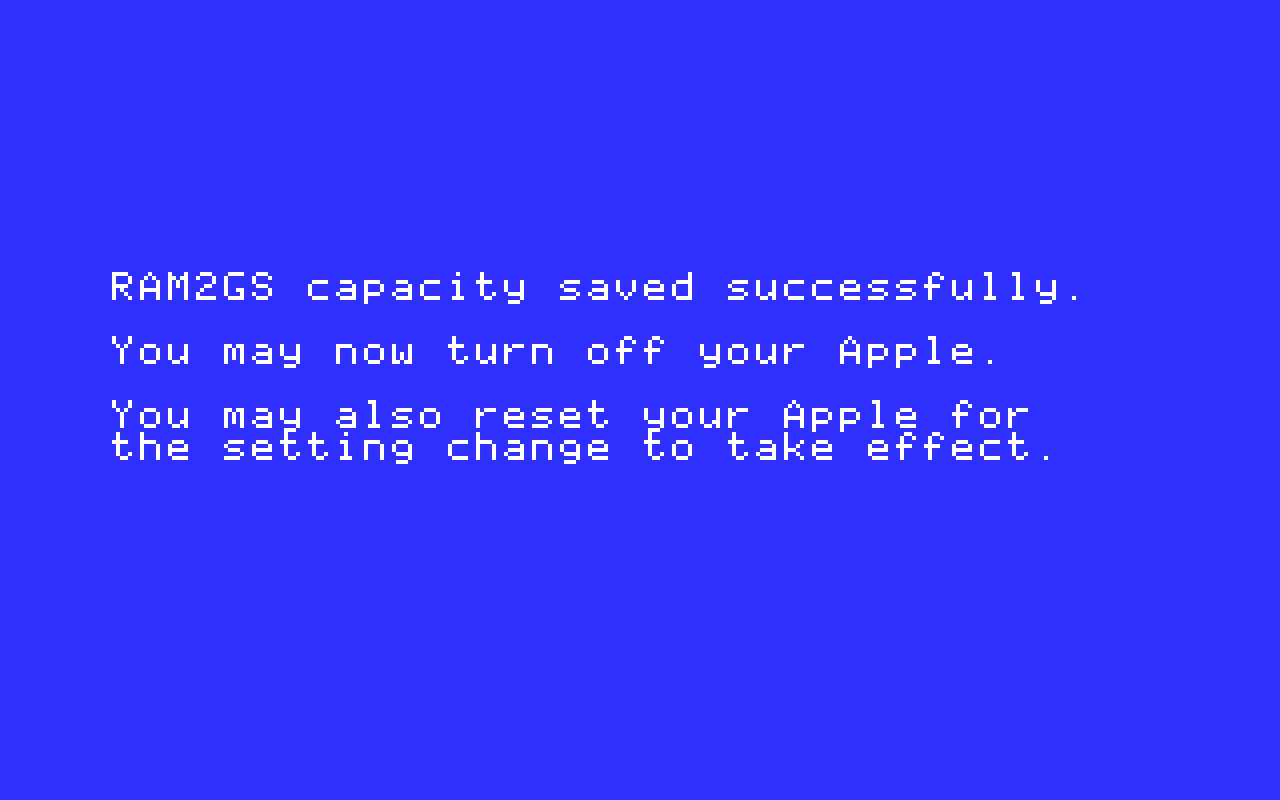 RAM2GS capacity saved successfully.
You may now turn off your Apple.
You may also reset your Apple for
the setting change to take effect.